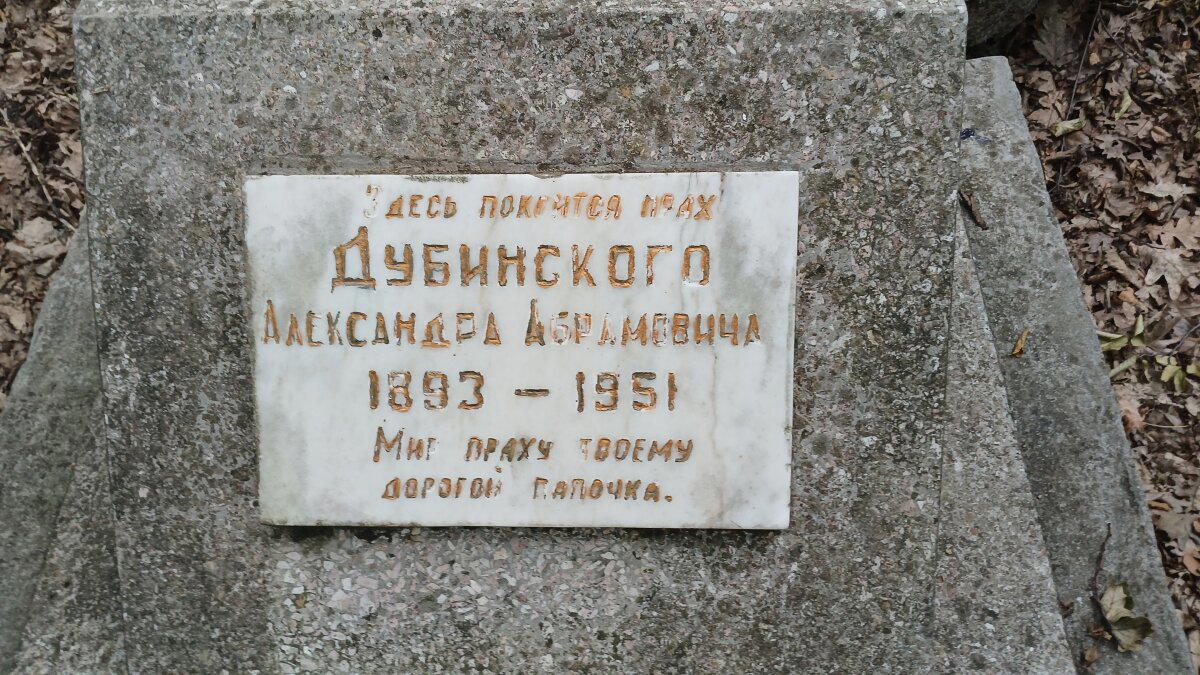 Здесь покоится прах
Дубинского
Александра Абрамовича
1893 – 1951
Мир праху твоему
дорогой папочка.